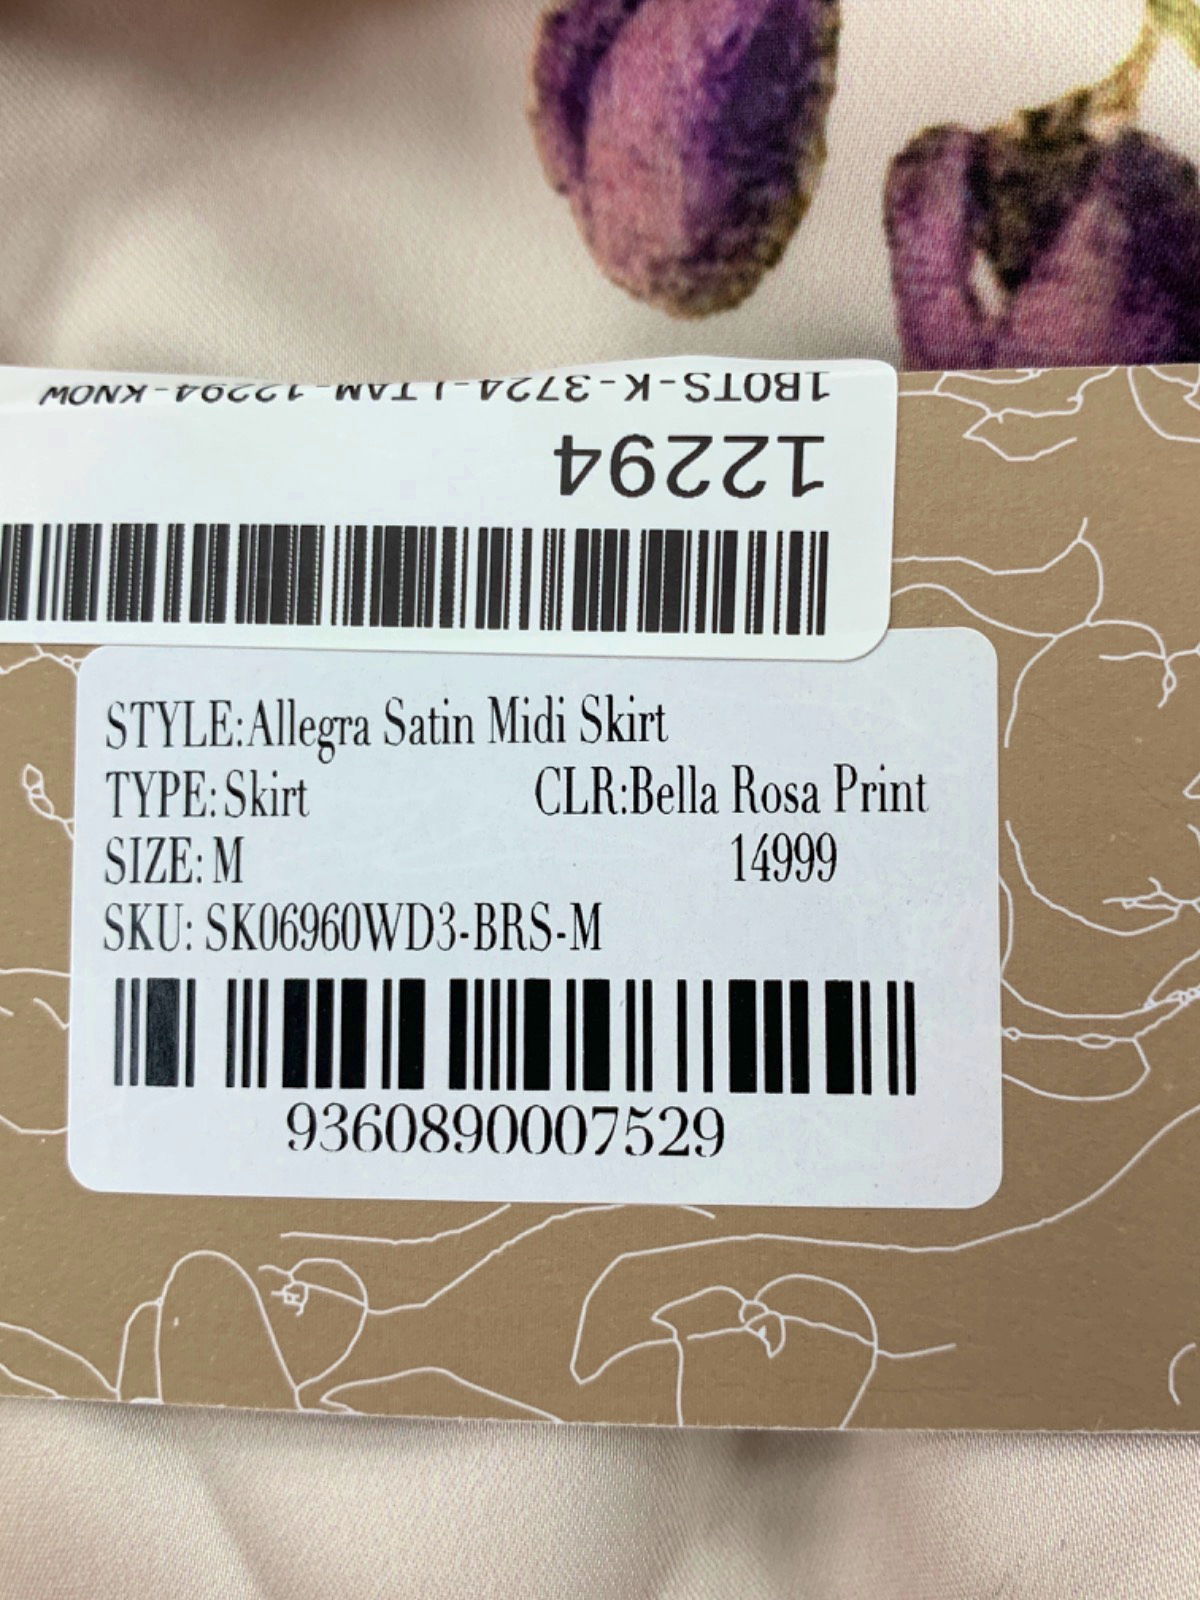 1BOTS-K-3724-LTAM-12294-KNOW
12294
STYLE:Allegra Satin Midi Skirt
TYPE: Skirt CLR:Bella Rosa Print
SIZE: M 14999
SKU: SK06960WD3-BRS-M
9360890007529